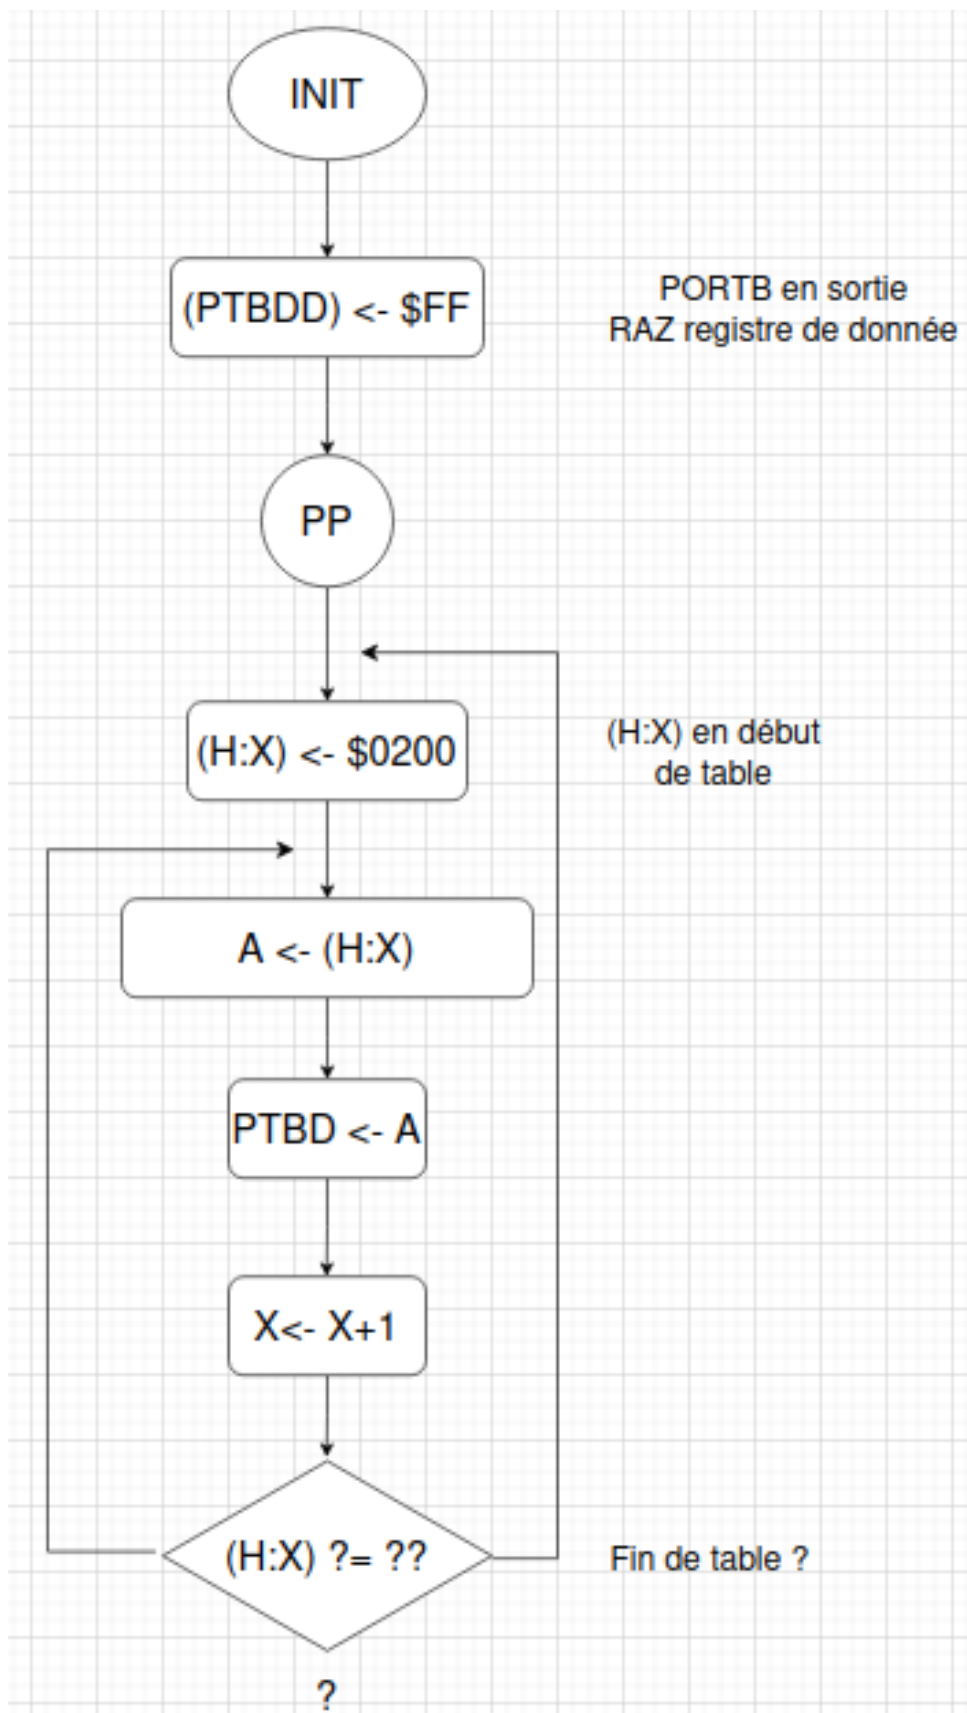 INIT
(PTBDD) <- $FF
PORTB en sortie
RAZ registre de donnée
PP
(H:X) <- $0200
(H:X) en début
de table
A <- (H:X)
PTBD <- A
X<- X+1
(H:X) ?= ??
Fin de table ?
?